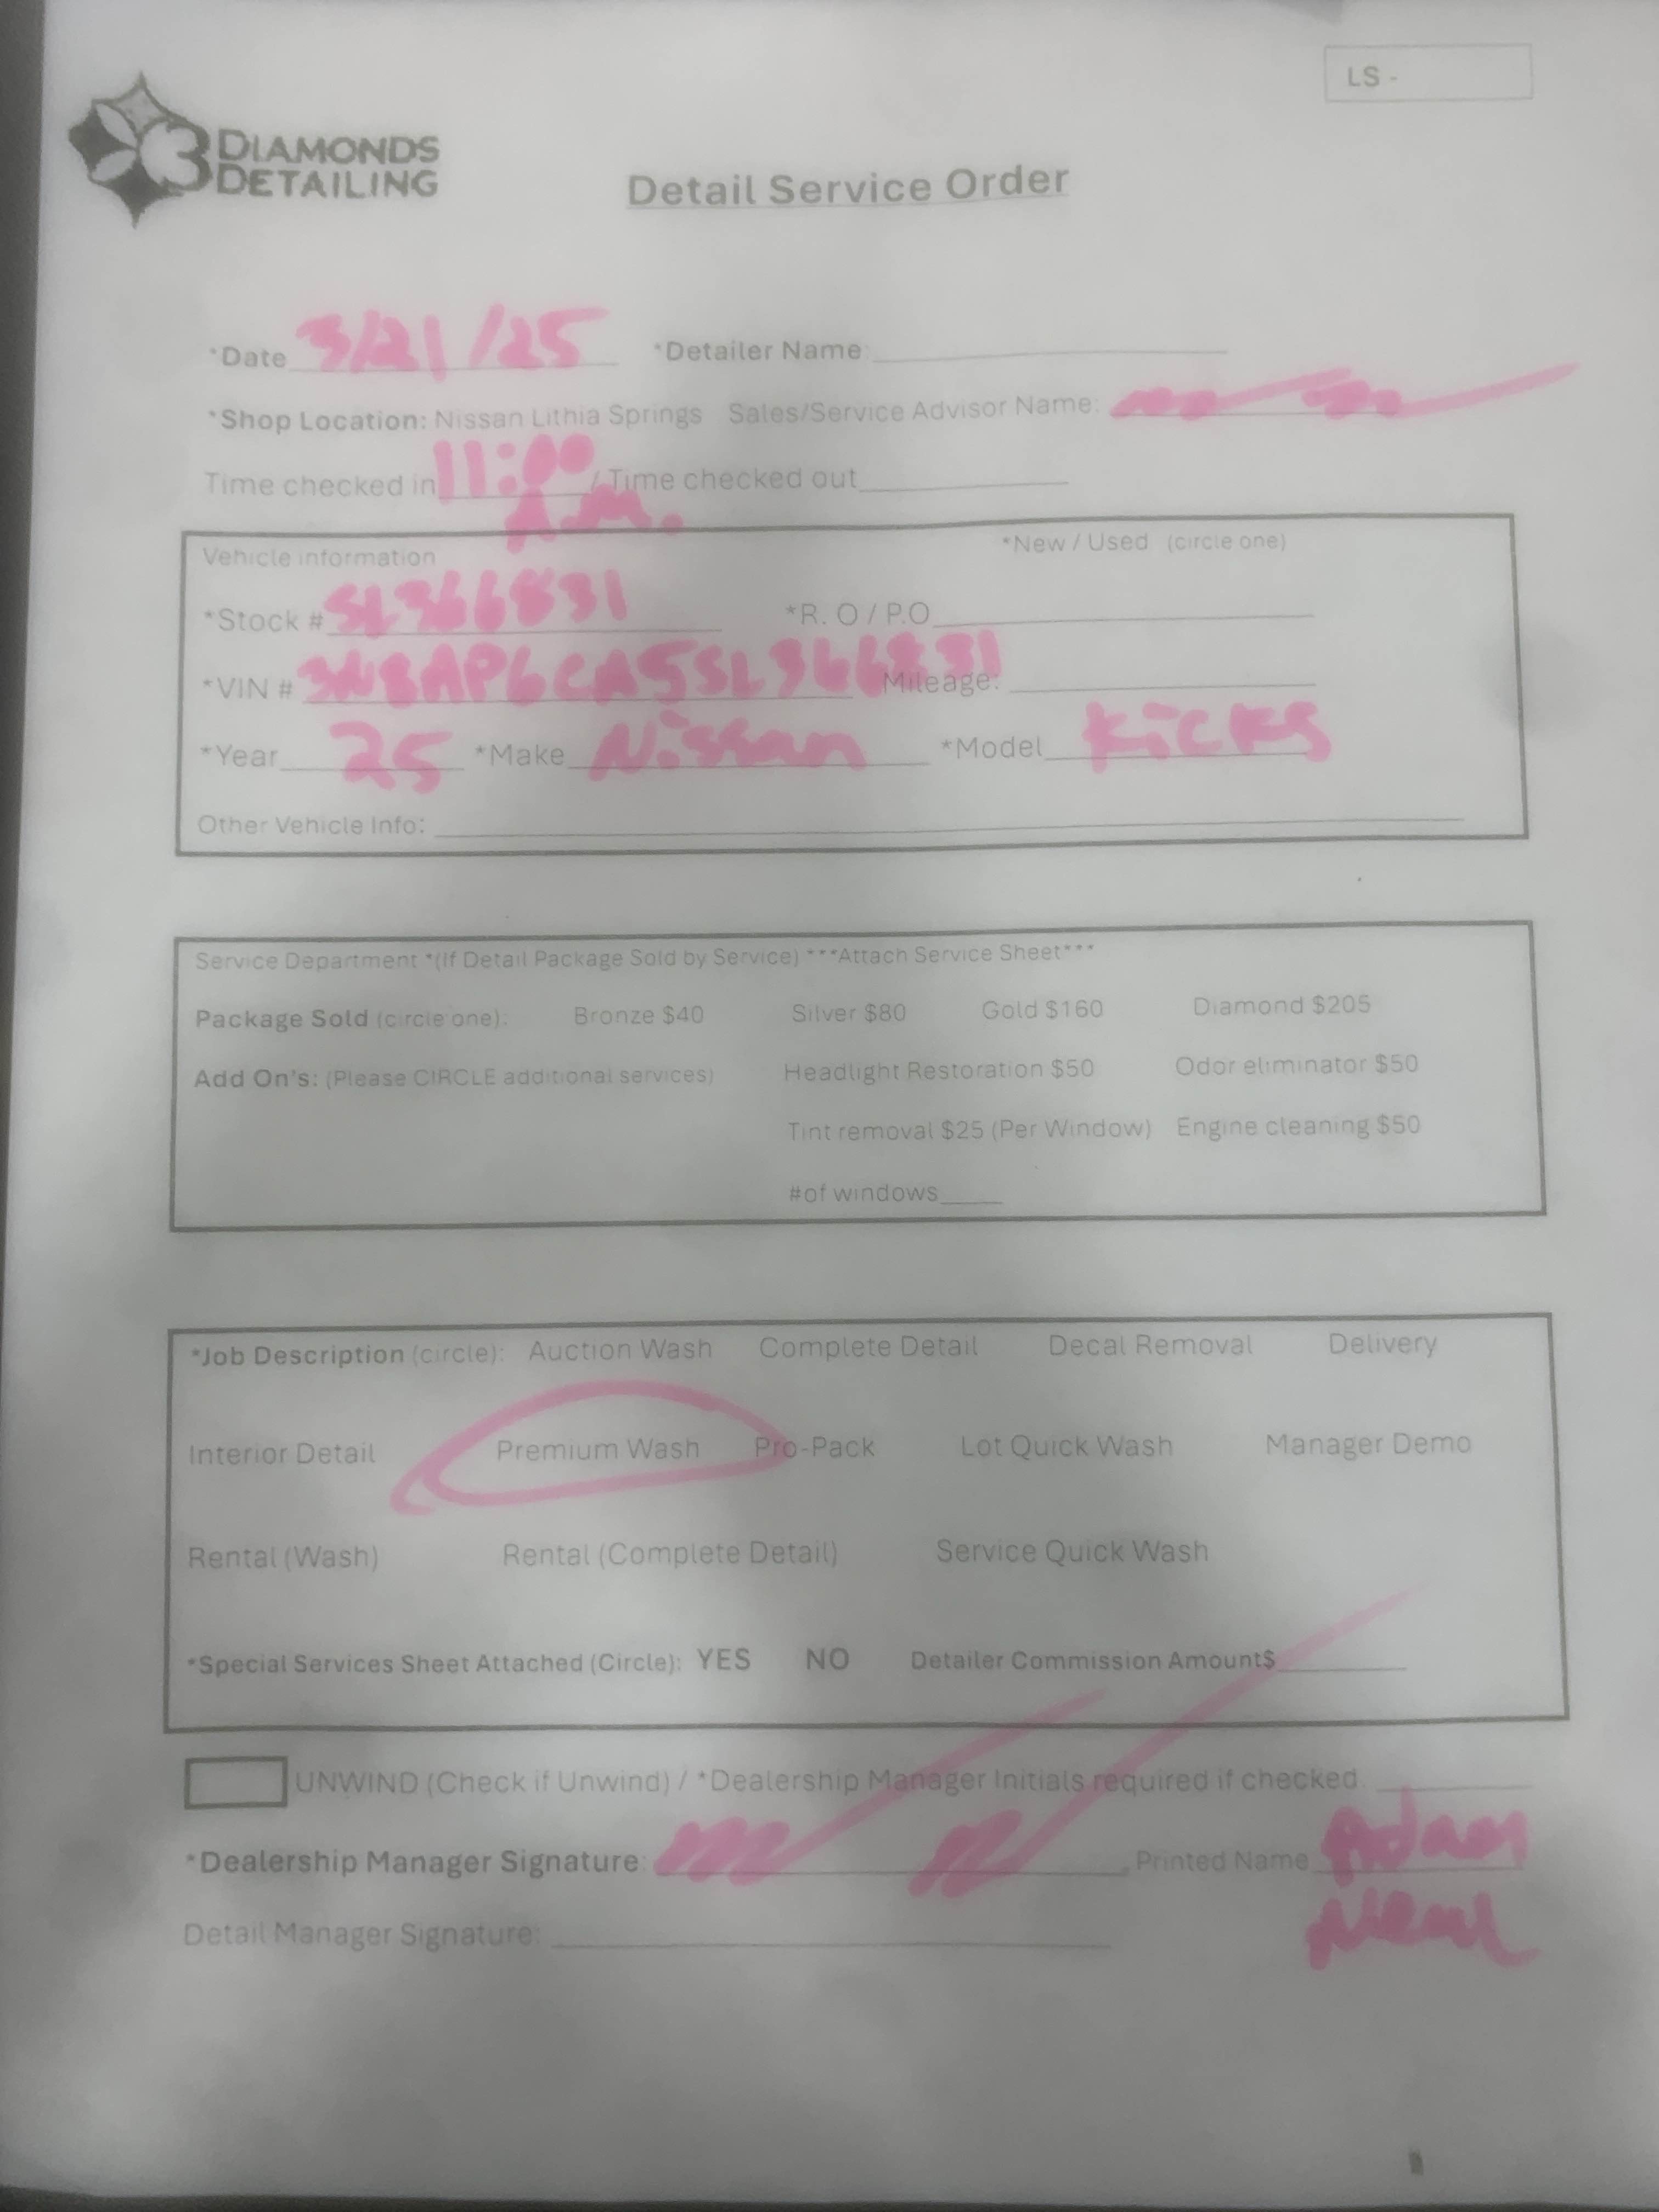 LS -
3 DIAMONDS
DETAILING
Detail Service Order
*Date 3/21/25 *Detailer Name
*Shop Location: Nissan Lithia Springs Sales/Service Advisor Name:
Time checked in 11:00 A.M. / Time checked out
Vehicle information *New / Used (circle one)
*Stock # SL366831 *R. O / P.O
*VIN # 3N8AP6CA5SL366831 Mileage:
*Year 25 *Make Nissan *Model Kicks
Other Vehicle Info:
Service Department *(If Detail Package Sold by Service) ***Attach Service Sheet***
Package Sold (circle one): Bronze $40 Silver $80 Gold $160 Diamond $205
Add On's: (Please CIRCLE additional services) Headlight Restoration $50 Odor eliminator $50
Tint removal $25 (Per Window) Engine cleaning $50
#of windows
*Job Description (circle): Auction Wash Complete Detail Decal Removal Delivery
Interior Detail Premium Wash Pro-Pack Lot Quick Wash Manager Demo
Rental (Wash) Rental (Complete Detail) Service Quick Wash
*Special Services Sheet Attached (Circle): YES NO Detailer Commission Amount$
UNWIND (Check if Unwind) / *Dealership Manager Initials required if checked
*Dealership Manager Signature: Printed Name Adam
Detail Manager Signature: